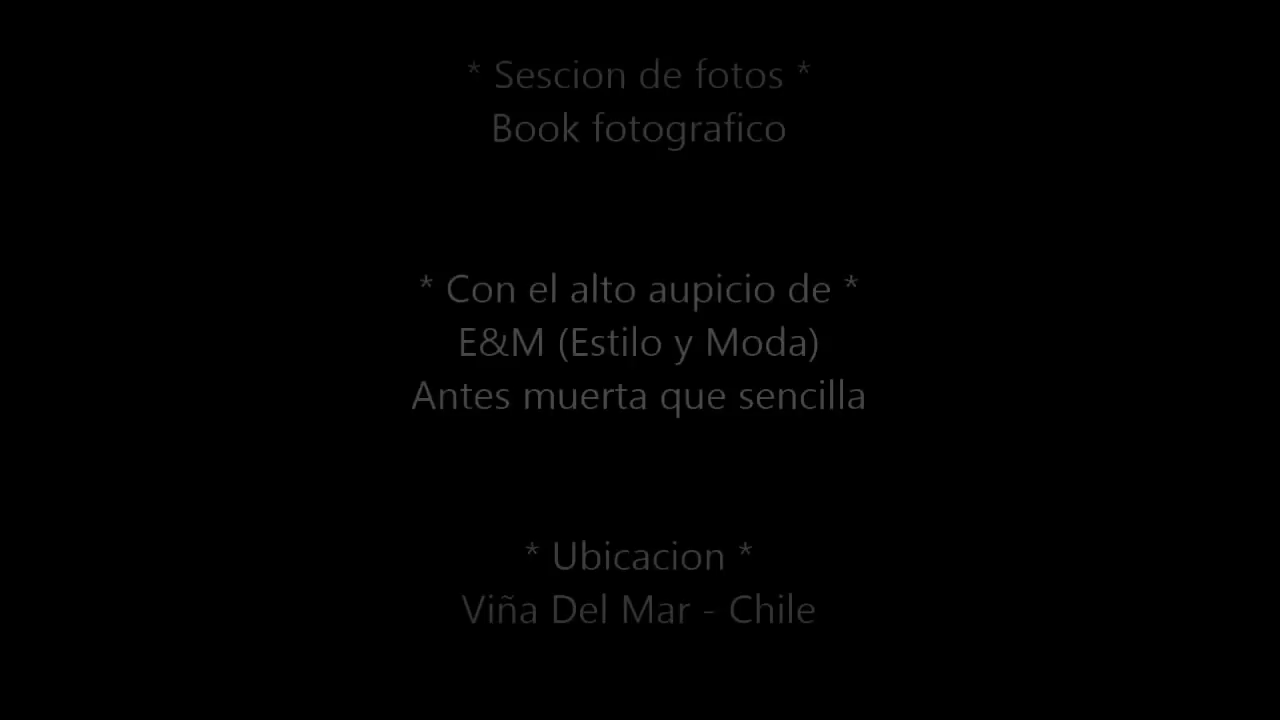 * Sescion de fotos *
Book fotografico
* Con el alto aupicio de *
E&M (Estilo y Moda)
Antes muerta que sencilla
* Ubicacion *
Viña Del Mar - Chile